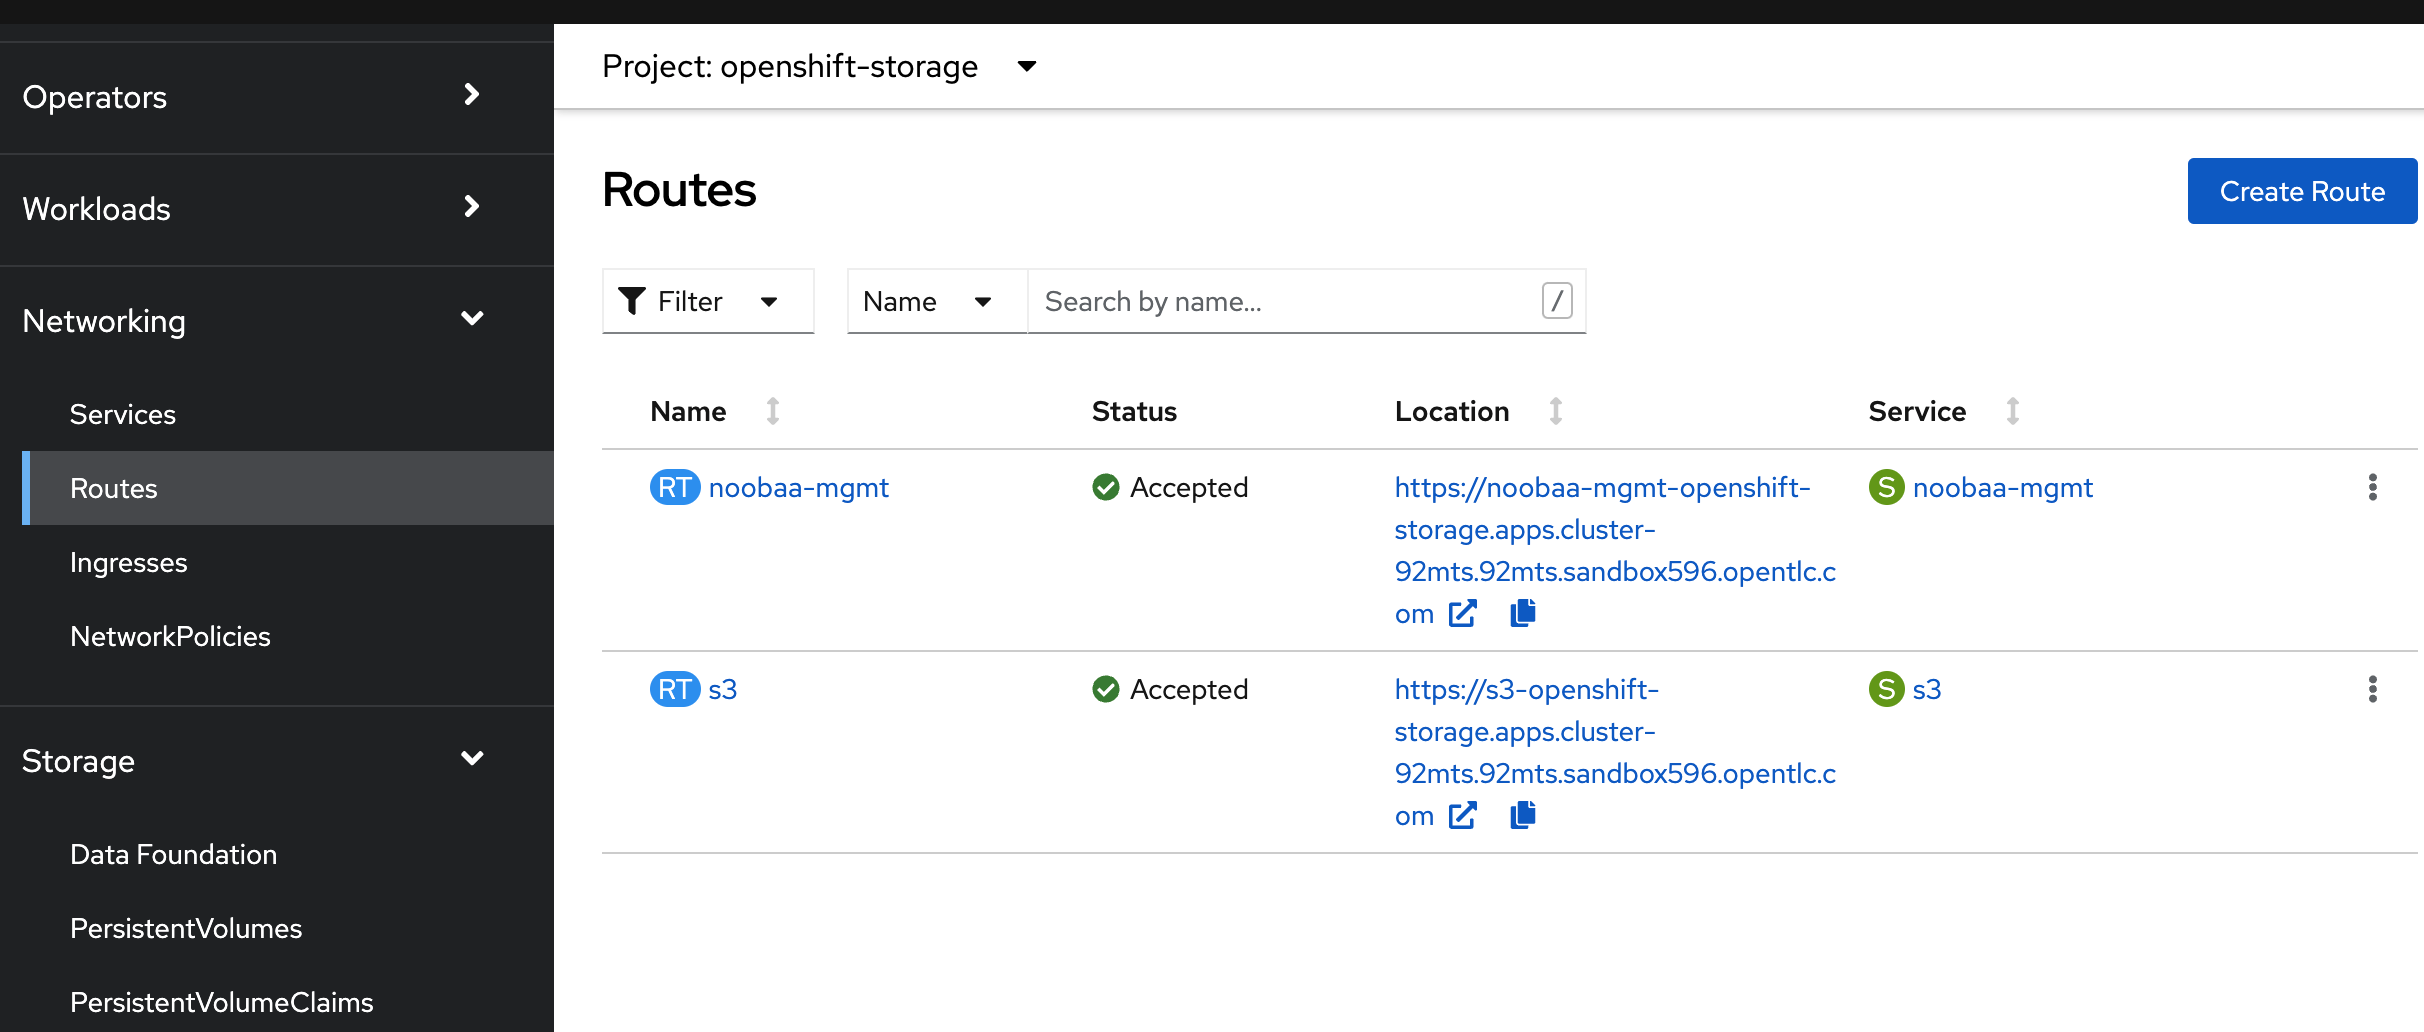 Project: openshift-storage
Operators
Workloads
Networking
Services
Routes
Ingresses
NetworkPolicies
Storage
Data Foundation
PersistentVolumes
PersistentVolumeClaims
Routes
Create Route
Filter
Name
Search by name...
/
Name Status Location Service
RT noobaa-mgmt Accepted https://noobaa-mgmt-openshift- S noobaa-mgmt
storage.apps.cluster-
92mts.92mts.sandbox596.opentlc.c
om
RT s3 Accepted https://s3-openshift- S s3
storage.apps.cluster-
92mts.92mts.sandbox596.opentlc.c
om